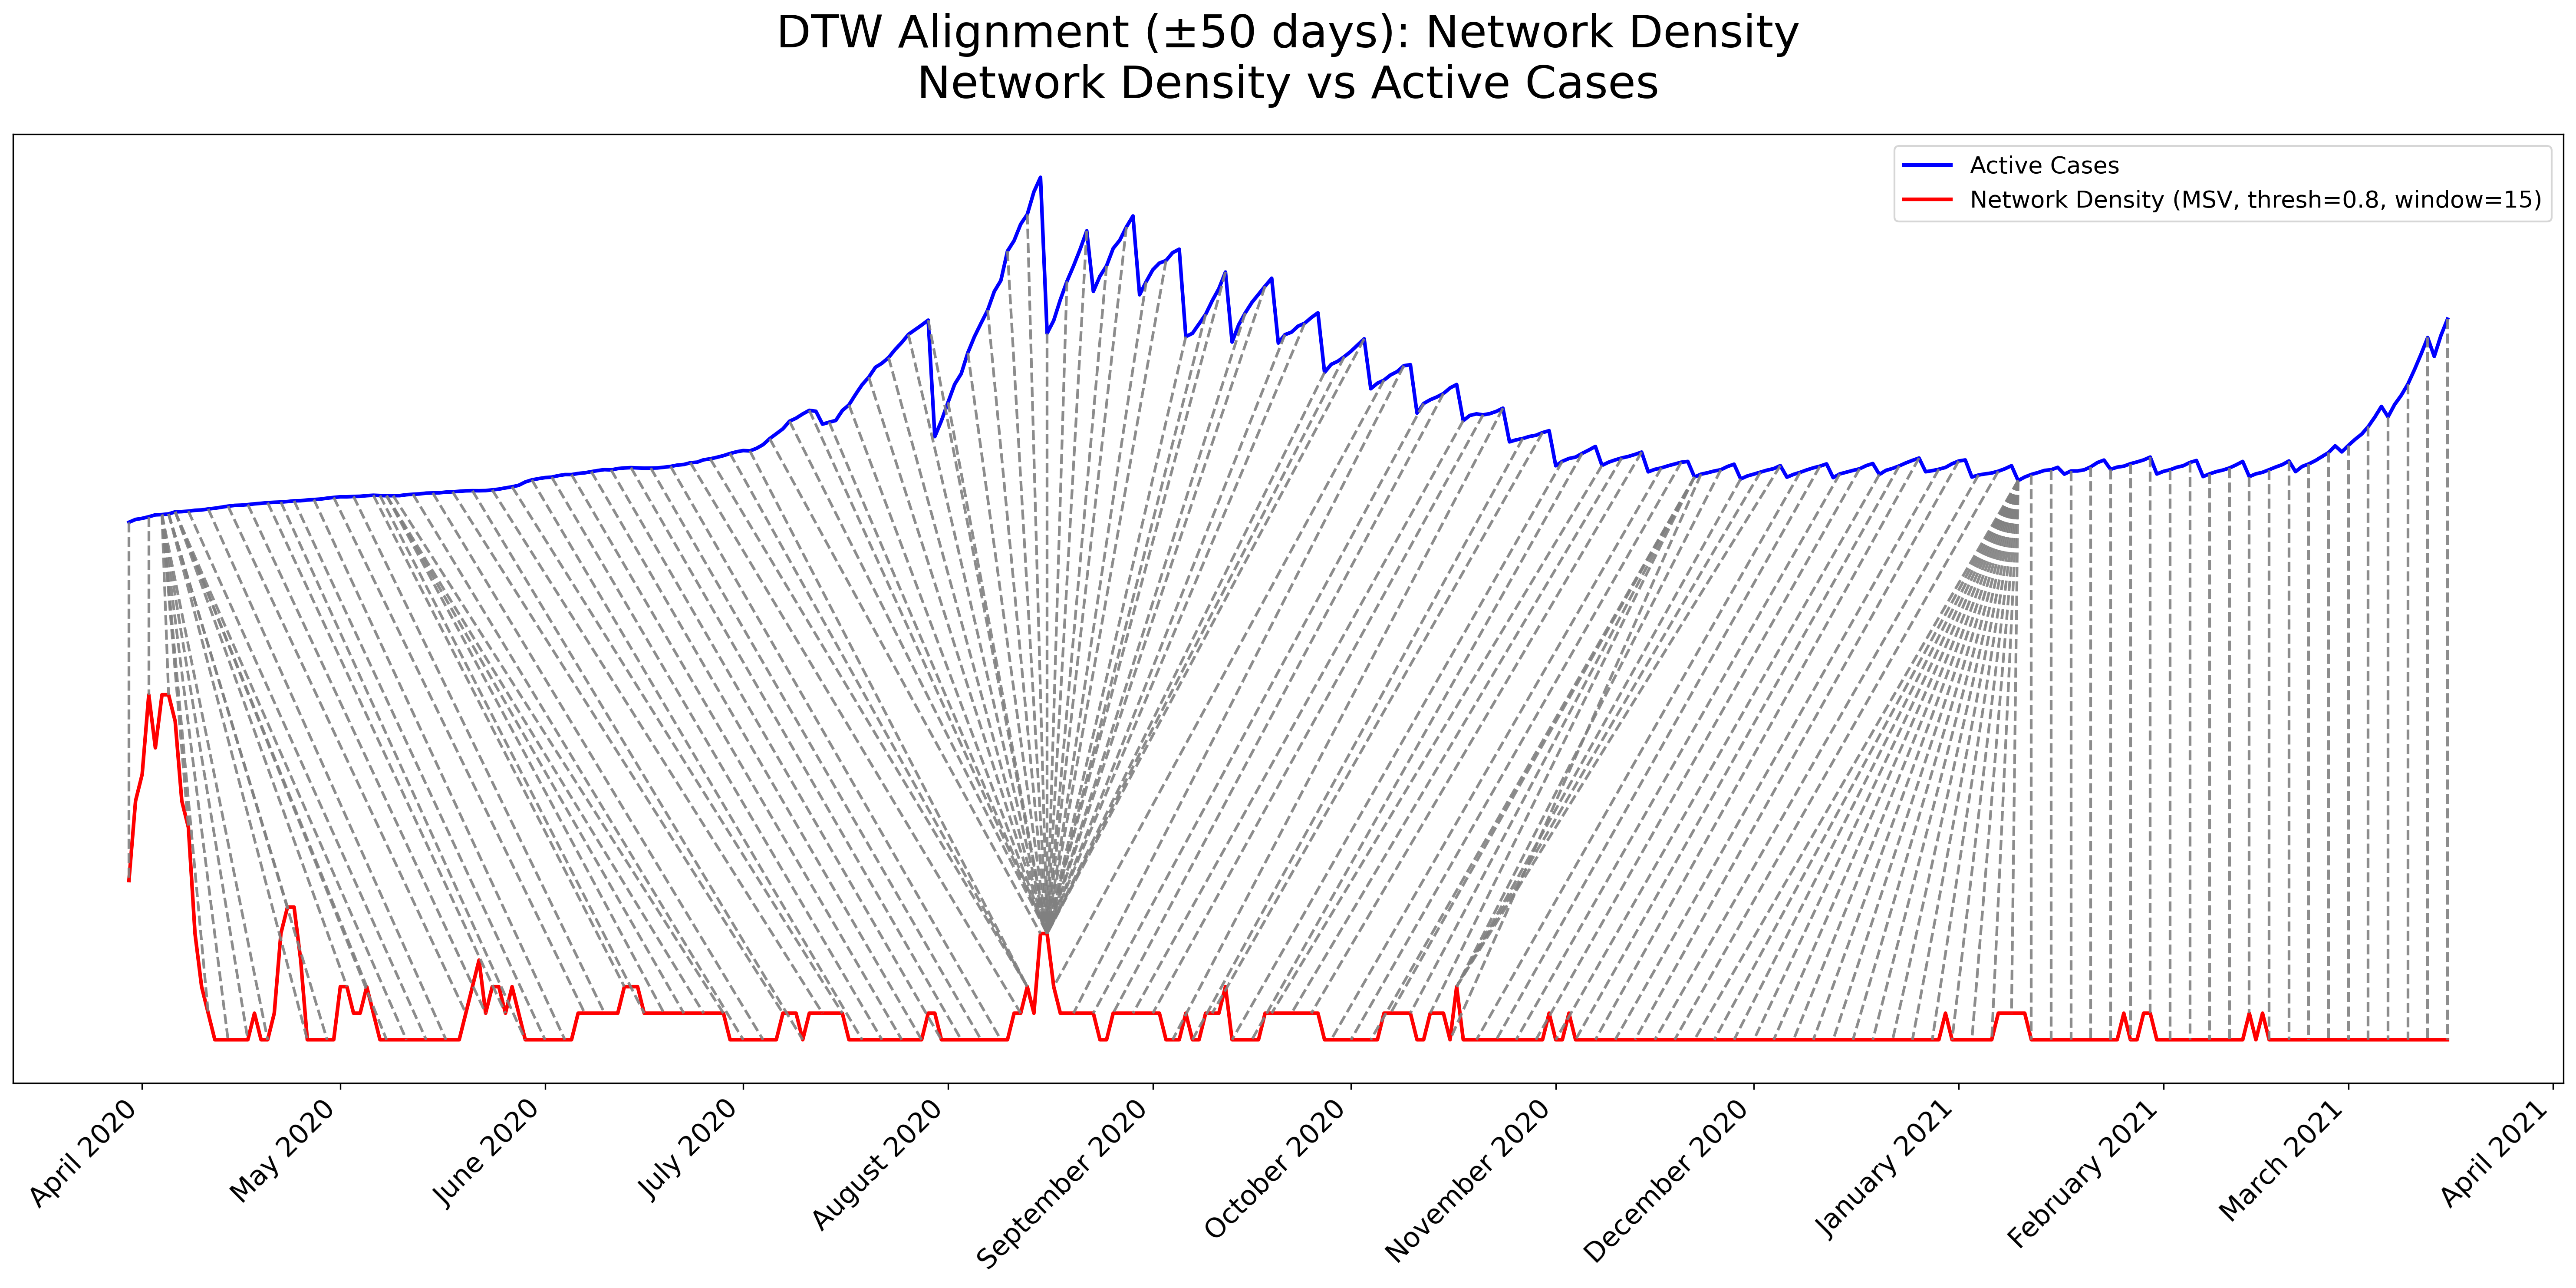 DTW Alignment (±50 days): Network Density
Network Density vs Active Cases
Active Cases
Network Density (MSV, thresh=0.8, window=15)
April 2020
May 2020
June 2020
July 2020
August 2020
September 2020
October 2020
November 2020
December 2020
January 2021
February 2021
March 2021
April 2021